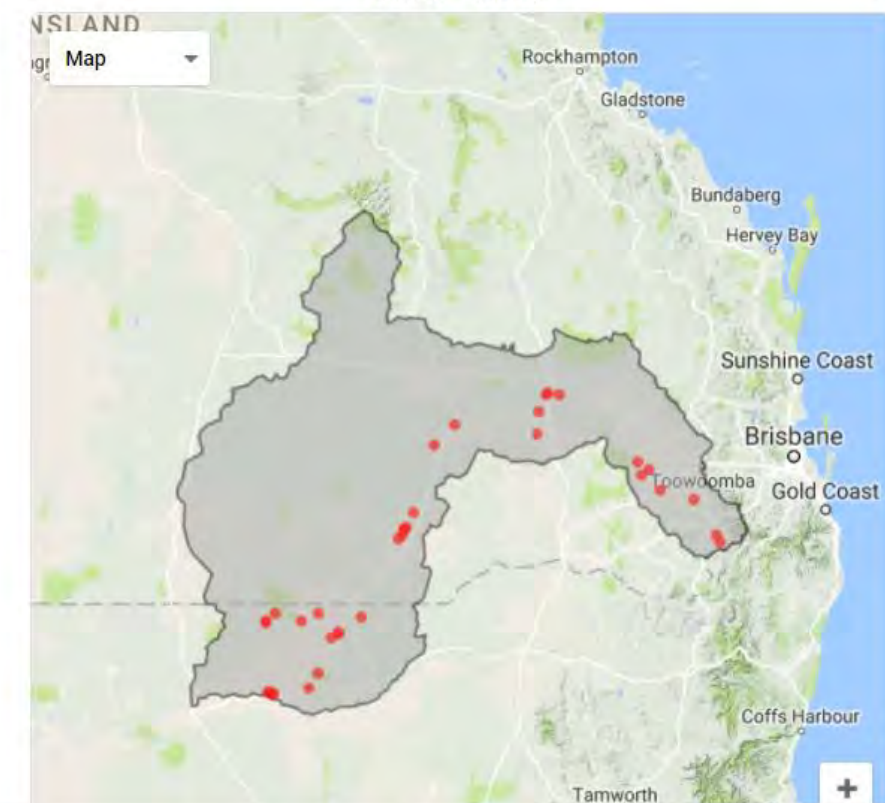 NSLAND
Map
Rockhampton
Gladstone
Bundaberg
Hervey Bay
Sunshine Coast
Brisbane
Toowoomba
Gold Coast
Coffs Harbour
Tamworth
+